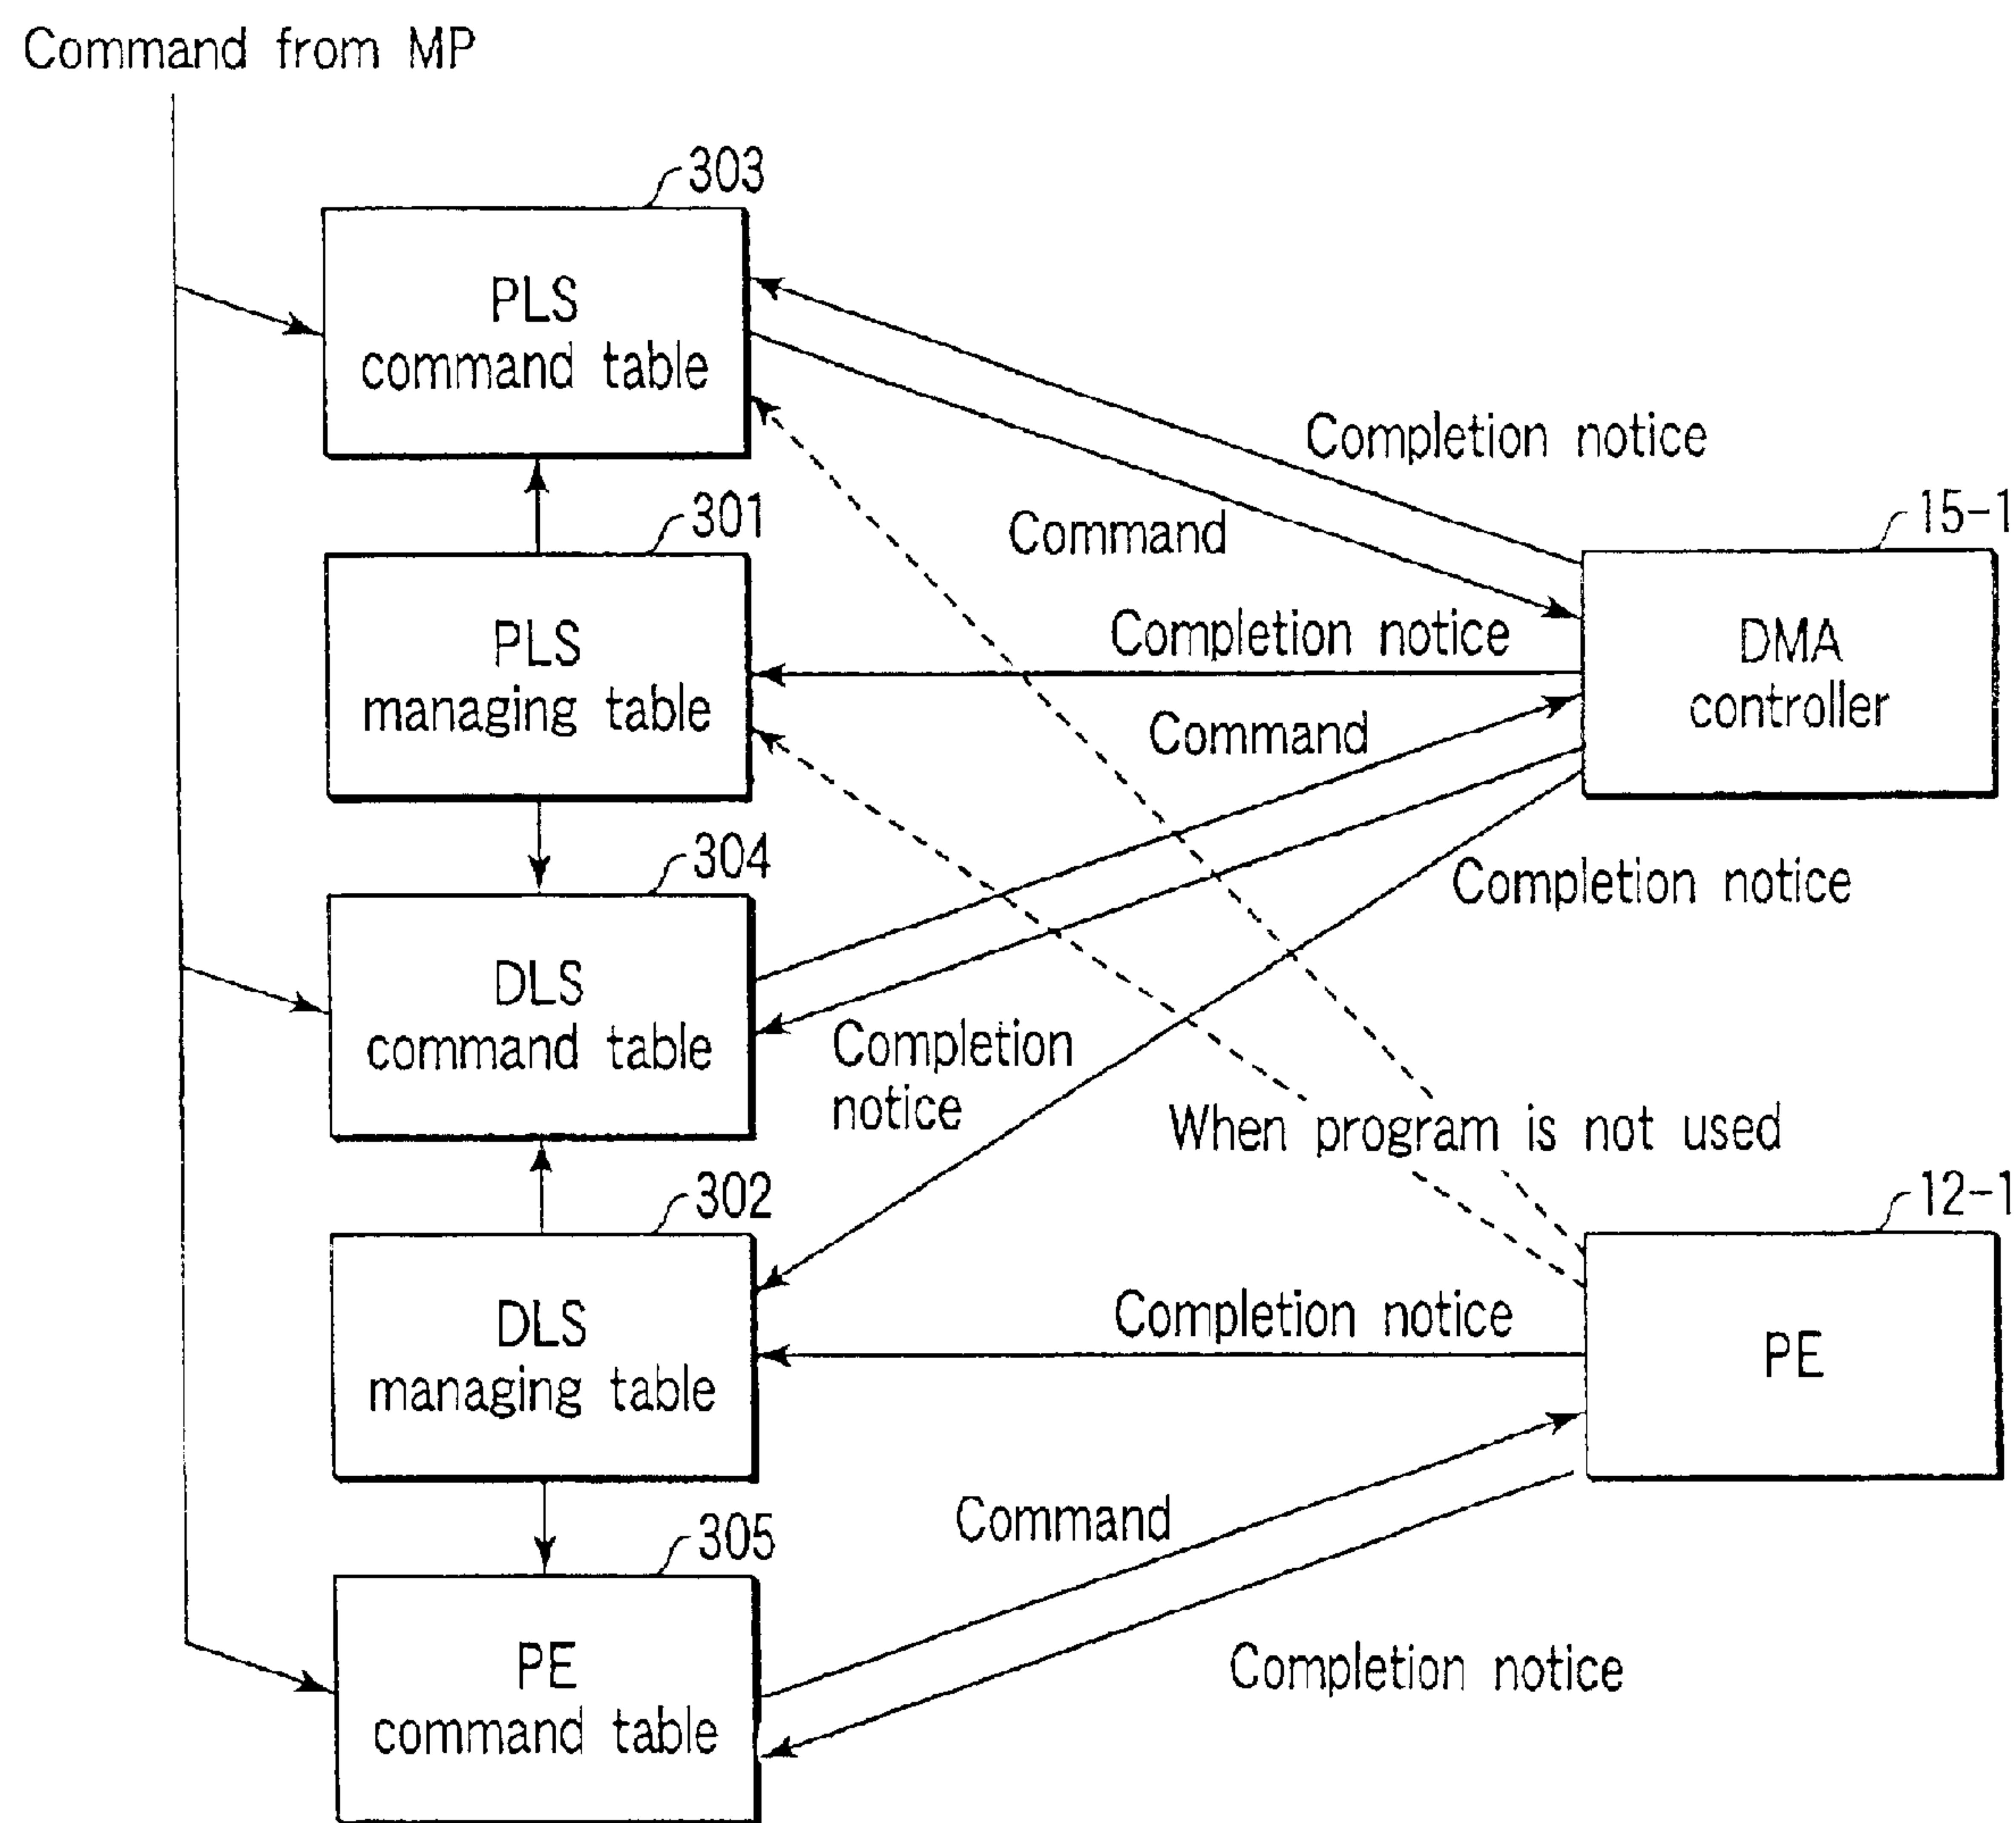 Command from MP
303
PLS
command table
Completion notice
301
Command
15-1
PLS
managing table
Completion notice
DMA
controller
Command
304
Completion notice
DLS
command table
Completion
notice
When program is not used
302
12-1
DLS
managing table
Completion notice
PE
305
Command
PE
command table
Completion notice